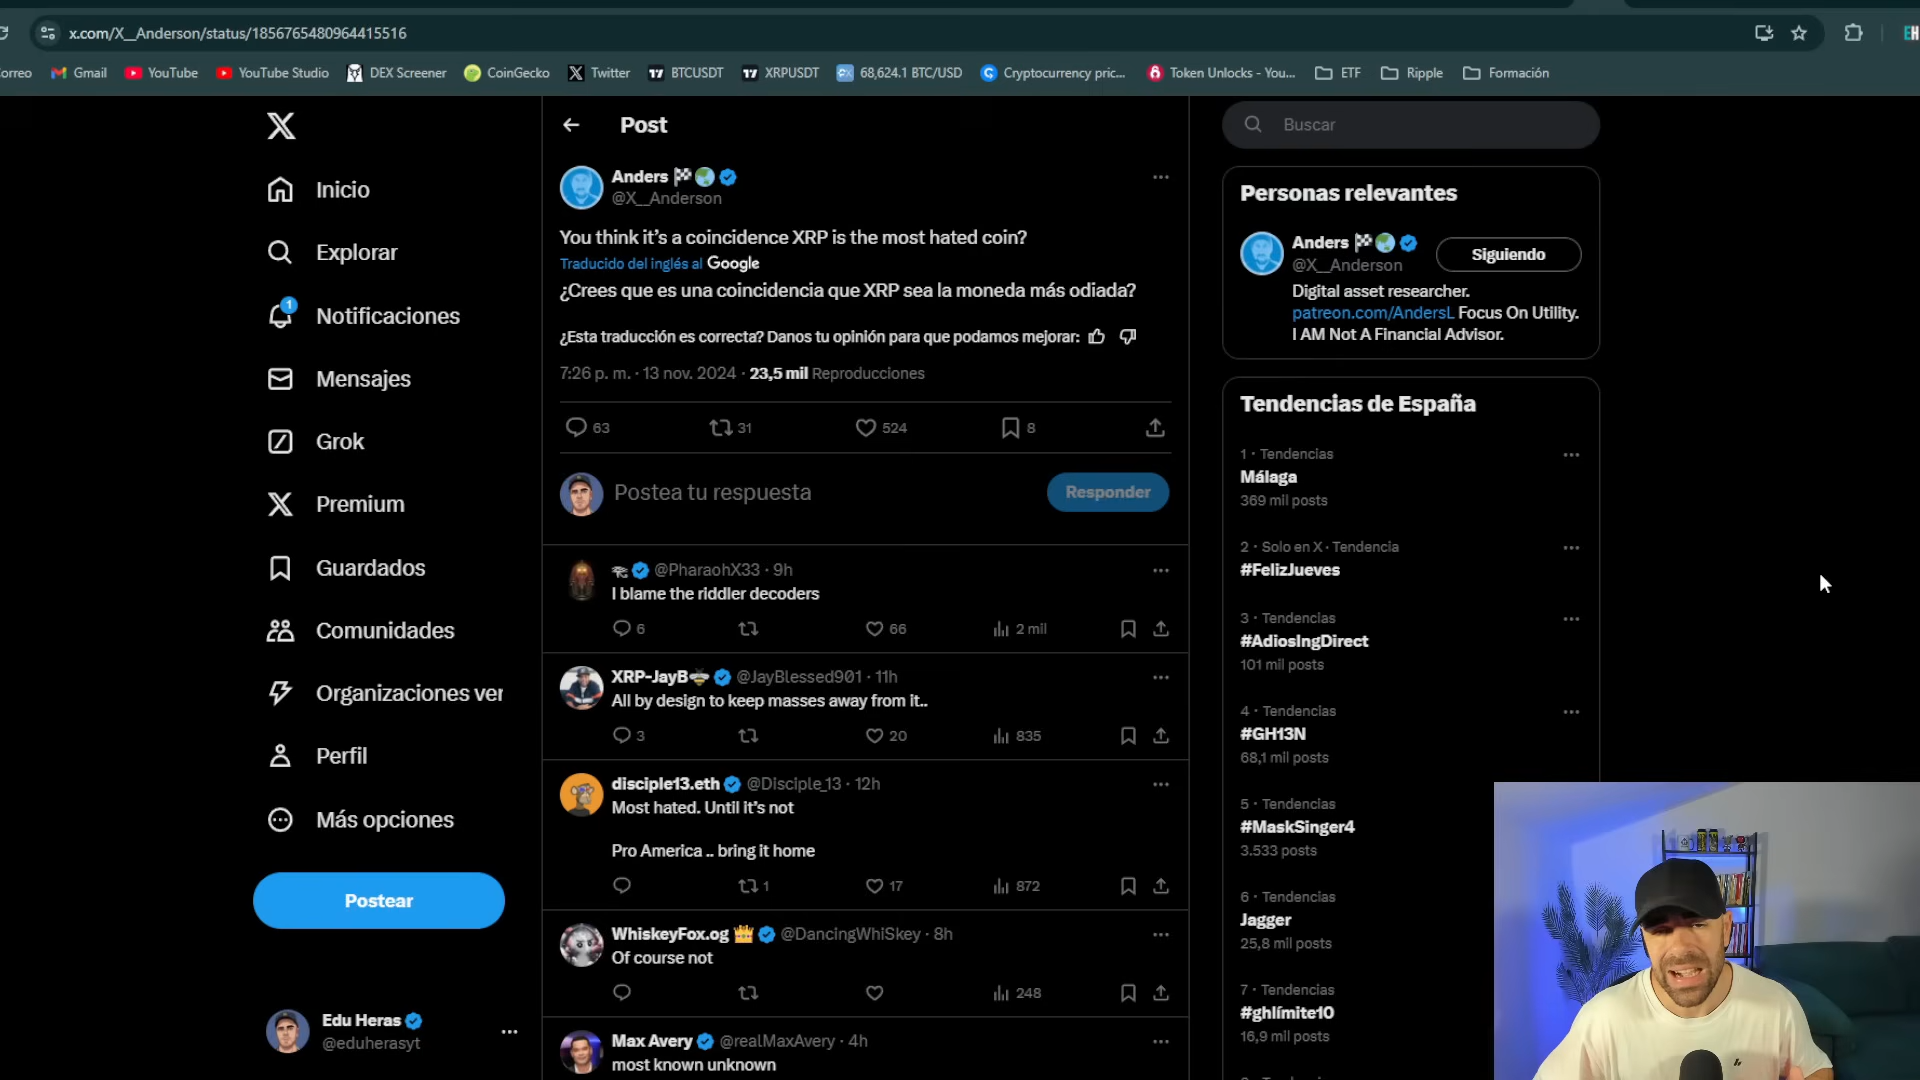 x.com/X__Anderson/status/1856765480964415516
orreo
Gmail
YouTube
YouTube Studio
DEX Screener
CoinGecko
Twitter
BTCUSDT
XRPUSDT
68,624.1 BTC/USD
Cryptocurrency pric...
Token Unlocks - You...
ETF
Ripple
Formación
Inicio
Explorar
1
Notificaciones
Mensajes
Grok
Premium
Guardados
Comunidades
Organizaciones ver
Perfil
Más opciones
Postear
Edu Heras
@eduherasyt
Post
Anders
@X__Anderson
You think it's a coincidence XRP is the most hated coin?
Traducido del inglés al Google
¿Crees que es una coincidencia que XRP sea la moneda más odiada?
¿Esta traducción es correcta? Danos tu opinión para que podamos mejorar:
7:26 p. m. · 13 nov. 2024 · 23,5 mil Reproducciones
63 31 524 8
Postea tu respuesta
Responder
@PharaohX33 · 9h
I blame the riddler decoders
6 66 2 mil
XRP-JayB @JayBlessed901 · 11h
All by design to keep masses away from it..
3 20 835
disciple13.eth @Disciple_13 · 12h
Most hated. Until it's not
Pro America .. bring it home
1 17 872
WhiskeyFox.og @DancingWhiSkey · 8h
Of course not
248
Max Avery @realMaxAvery · 4h
most known unknown
Buscar
Personas relevantes
Anders
@X__Anderson
Siguiendo
Digital asset researcher.
patreon.com/AndersL Focus On Utility.
I AM Not A Financial Advisor.
Tendencias de España
1 · Tendencias
Málaga
369 mil posts
2 · Solo en X · Tendencia
#FelizJueves
3 · Tendencias
#AdiosIngDirect
101 mil posts
4 · Tendencias
#GH13N
68,1 mil posts
5 · Tendencias
#MaskSinger4
3.533 posts
6 · Tendencias
Jagger
25,8 mil posts
7 · Tendencias
#ghlímite10
16,9 mil posts